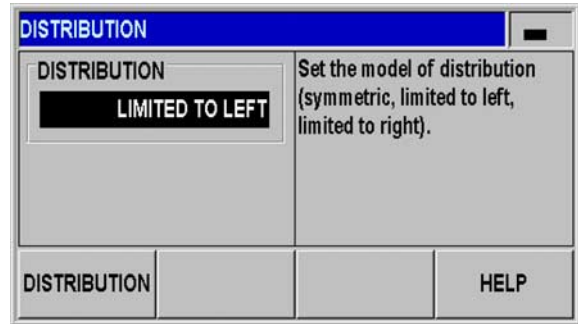 DISTRIBUTION
DISTRIBUTION
LIMITED TO LEFT
Set the model of distribution
(symmetric, limited to left,
limited to right).
DISTRIBUTION
HELP